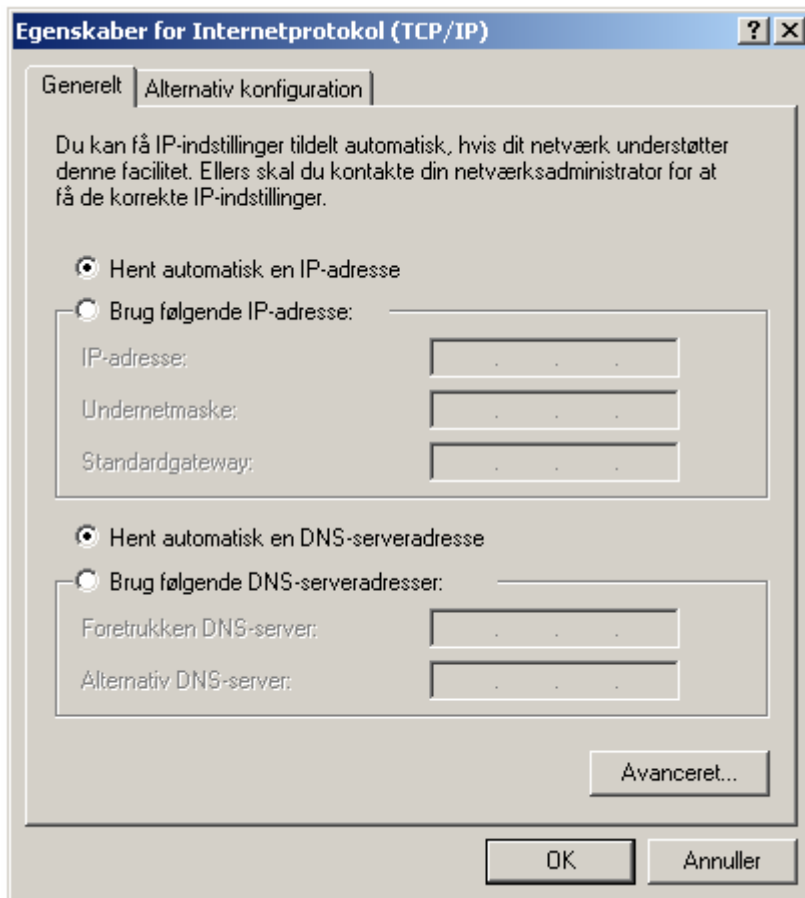 Egenskaber for Internetprotokol (TCP/IP)
Generelt
Alternativ konfiguration
Du kan få IP-indstillinger tildelt automatisk, hvis dit netværk understøtter
denne facilitet. Ellers skal du kontakte din netværksadministrator for at
få de korrekte IP-indstillinger.
Hent automatisk en IP-adresse
Brug følgende IP-adresse:
IP-adresse:
Undernetmaske:
Standardgateway:
Hent automatisk en DNS-serveradresse
Brug følgende DNS-serveradresser:
Foretrukken DNS-server:
Alternativ DNS-server:
Avanceret...
OK
Annuller